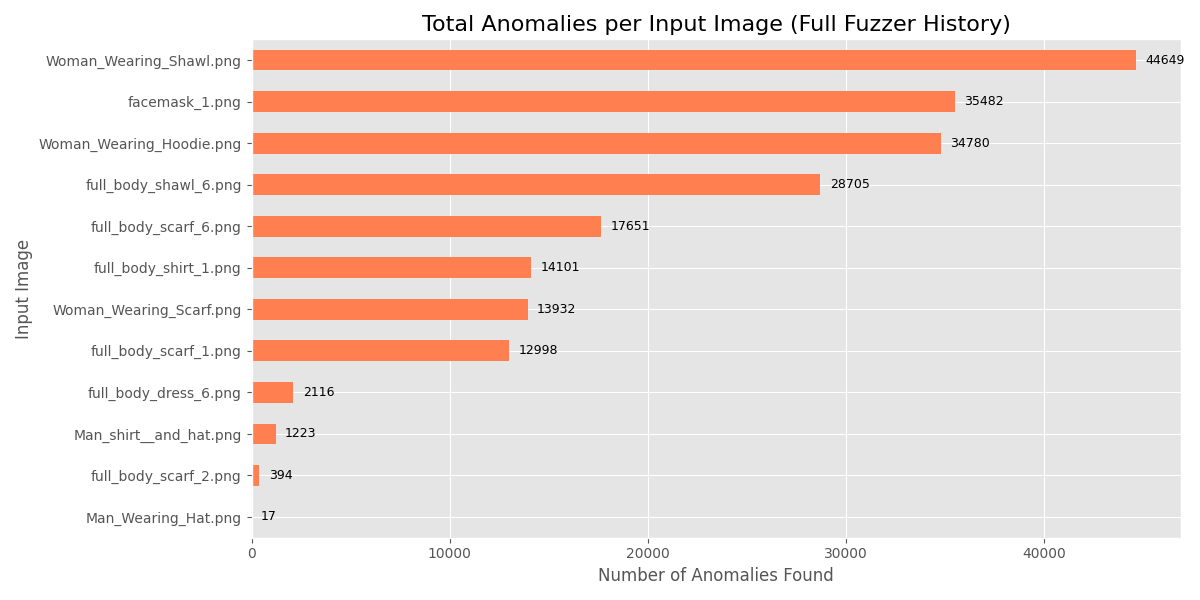 Total Anomalies per Input Image (Full Fuzzer History)
Input Image
Woman_Wearing_Shawl.png 44649
facemask_1.png 35482
Woman_Wearing_Hoodie.png 34780
full_body_shawl_6.png 28705
full_body_scarf_6.png 17651
full_body_shirt_1.png 14101
Woman_Wearing_Scarf.png 13932
full_body_scarf_1.png 12998
full_body_dress_6.png 2116
Man_shirt__and_hat.png 1223
full_body_scarf_2.png 394
Man_Wearing_Hat.png 17
0 10000 20000 30000 40000
Number of Anomalies Found